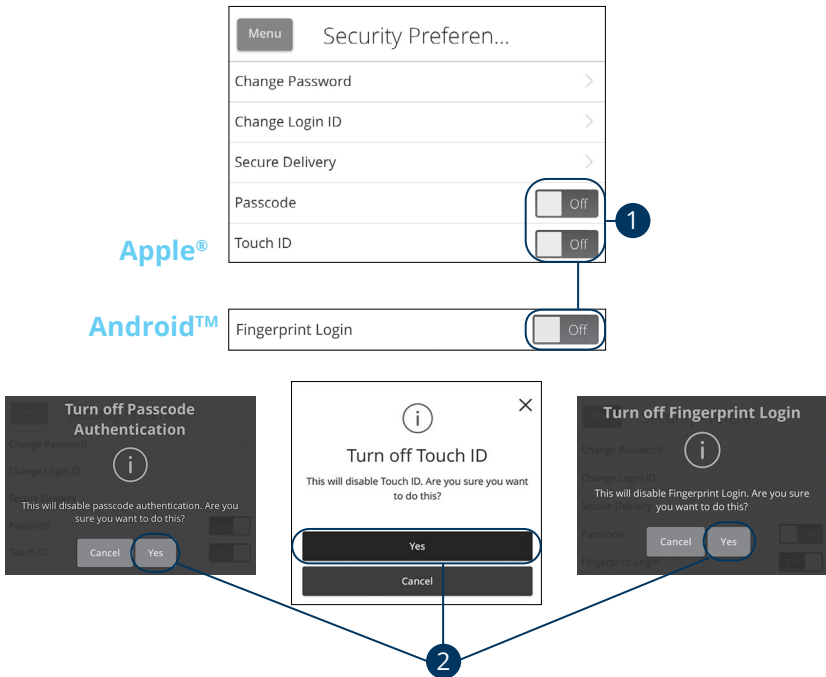 Menu
Security Preferen...
Change Password
Change Login ID
Secure Delivery
Passcode
Off
1
Touch ID
Off
Apple®
Android™
Fingerprint Login
Off
Turn off Passcode
Authentication
Change Password
Change Login ID
Secure Delivery
This will disable passcode authentication. Are you
sure you want to do this?
Passcode
Touch ID
Cancel
Yes
Turn off Touch ID
This will disable Touch ID. Are you sure you want
to do this?
Yes
Cancel
Turn off Fingerprint Login
Change Password
Change Login ID
Secure Delivery
This will disable Fingerprint Login. Are you sure
you want to do this?
Passcode
Cancel
Yes
Fingerprint Login
2